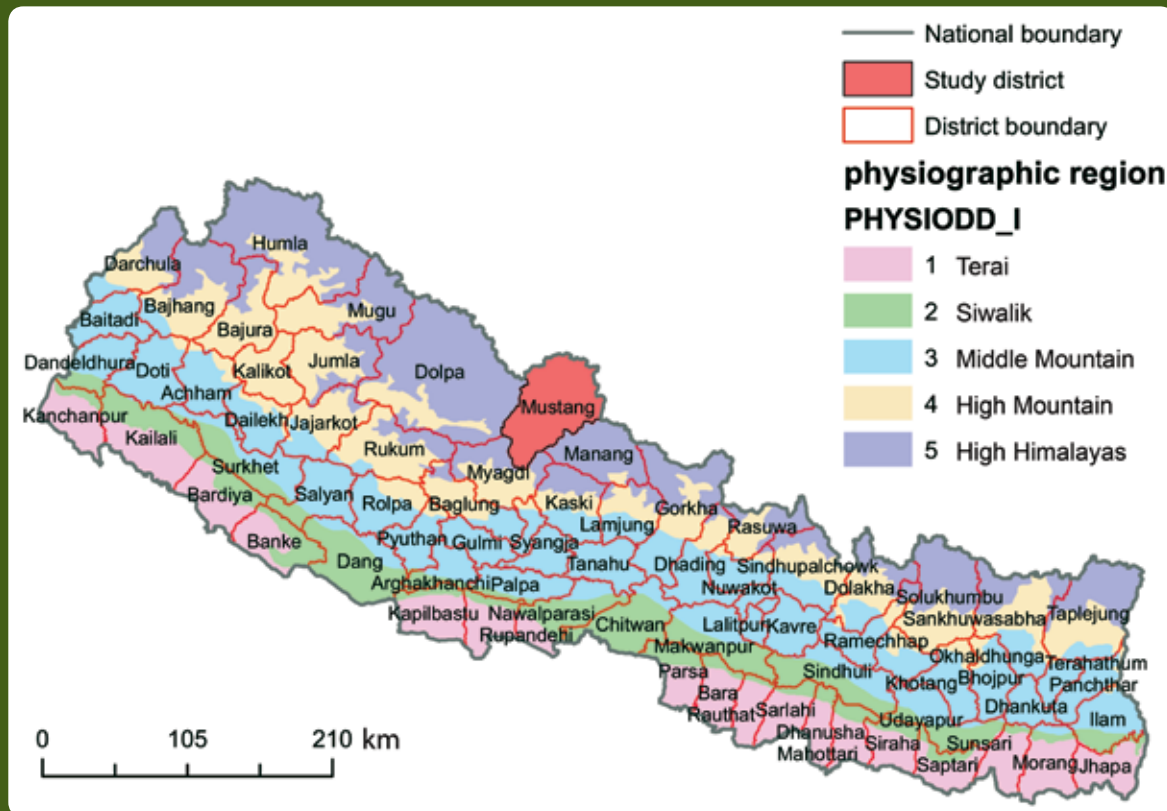 National boundary
Study district
District boundary
physiographic region
PHYSIODD_I
1 Terai
2 Siwalik
3 Middle Mountain
4 High Mountain
5 High Himalayas
Humla
Darchula
Bajhang
Mugu
Baitadi
Bajura
Jumla
Dandeldhura
Doti
Kalikot
Dolpa
Achham
Mustang
Kanchanpur
Dailekh
Jajarkot
Kailali
Rukum
Manang
Surkhet
Myagdi
Bardiya
Salyan
Rolpa
Baglung
Kaski
Gorkha
Lamjung
Rasuwa
Banke
Pyuthan
Gulmi
Syangja
Dang
Tanahu
Dhading
Sindhupalchowk
Arghakhanchi
Palpa
Nuwakot
Dolakha
Solukhumbu
Kapilbastu
Nawalparasi
Sankhuwasabha
Taplejung
Rupandehi
Chitwan
Lalitpur
Kavre
Ramechhap
Makwanpur
Okhaldhunga
Terahathum
Parsa
Sindhuli
Khotang
Bhojpur
Panchthar
Bara
Dhankuta
Rauthat
Sarlahi
Udayapur
Ilam
Dhanusha
Mahottari
Siraha
Sunsari
Saptari
Morang
Jhapa
0 105 210 km